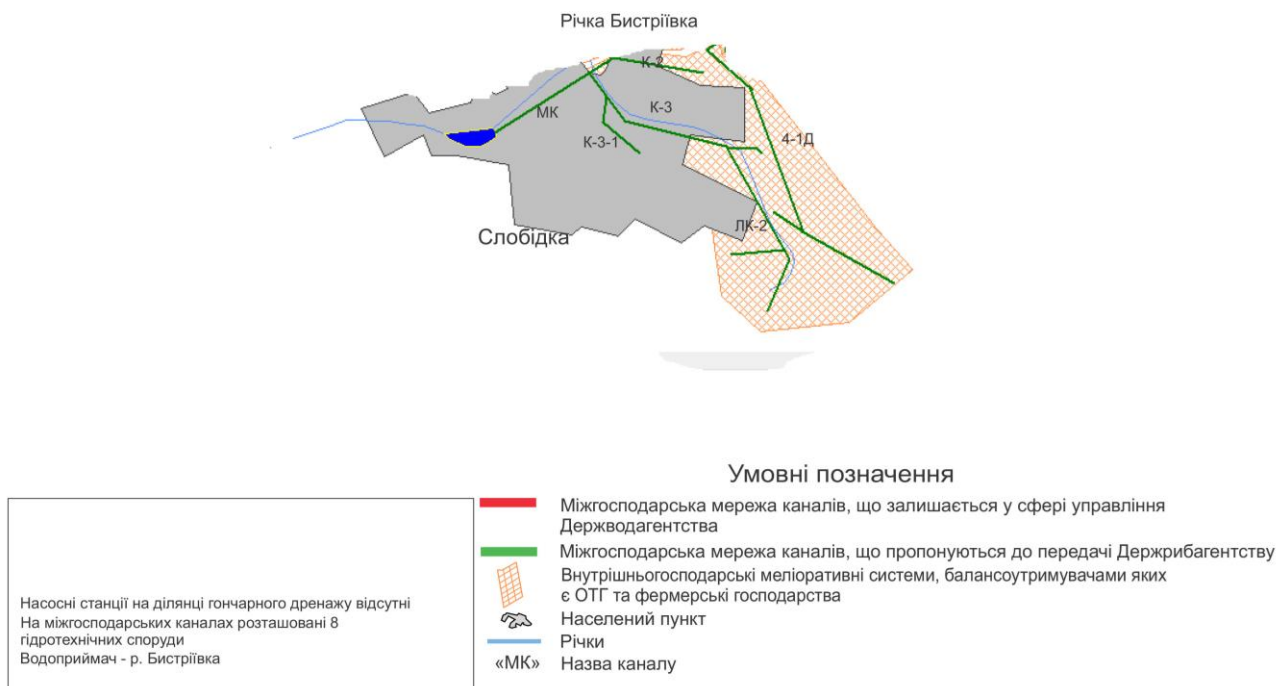 Річка Бистріївка
К-2
МК
К-3
К-3-1
4-1Д
ЛК-2
Слобідка
Умовні позначення
Міжгосподарська мережа каналів, що залишається у сфері управління
Держводагентства
Міжгосподарська мережа каналів, що пропонуються до передачі Держрибагентству
Внутрішньогосподарські меліоративні системи, балансоутримувачами яких
є ОТГ та фермерські господарства
Населений пункт
Річки
«МК» Назва каналу
Насосні станції на ділянці гончарного дренажу відсутні
На міжгосподарських каналах розташовані 8
гідротехнічних споруди
Водоприймач - р. Бистріївка